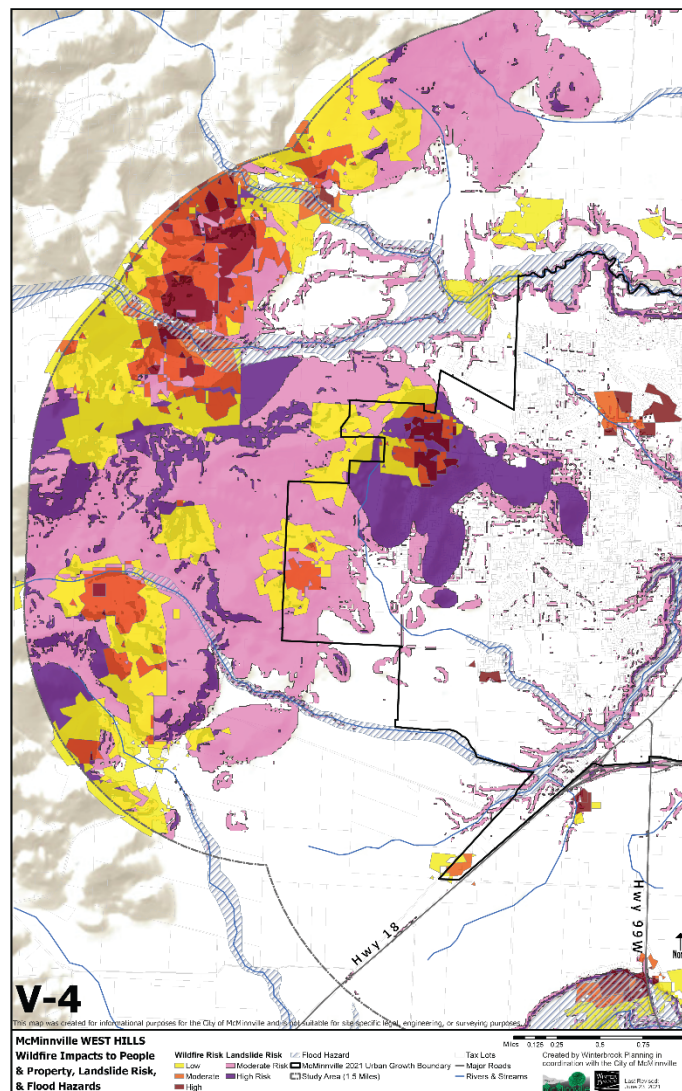 Hwy 18
Hwy 99W
V-4
This map was created for informational purposes for the City of McMinnville and is not suitable for site specific legal, engineering, or surveying purposes.
McMinnville WEST HILLS
Wildfire Impacts to People
& Property, Landslide Risk,
& Flood Hazards
Wildfire Risk
Low
Moderate
High
Landslide Risk
Moderate Risk
High Risk
Flood Hazard
McMinnville 2021 Urban Growth Boundary
Study Area (1.5 Miles)
Tax Lots
Major Roads
Rivers & Streams
Miles 0.125 0.25 0.5 0.75
Created by Winterbrook Planning in
coordination with the City of McMinnville
Last Revised: